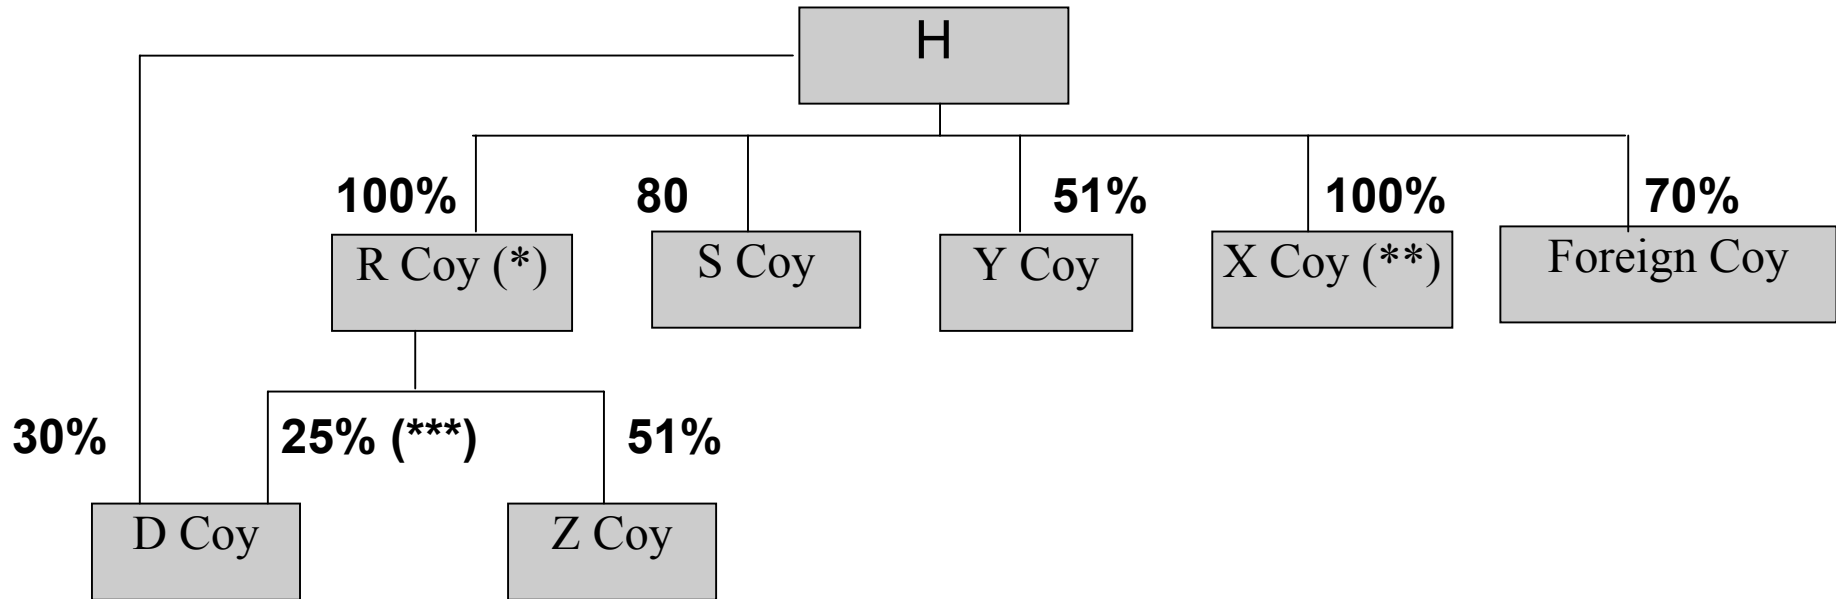 H
100%
80
51%
100%
70%
R Coy (*)
S Coy
Y Coy
X Coy (**)
Foreign Coy
30%
25% (***)
51%
D Coy
Z Coy